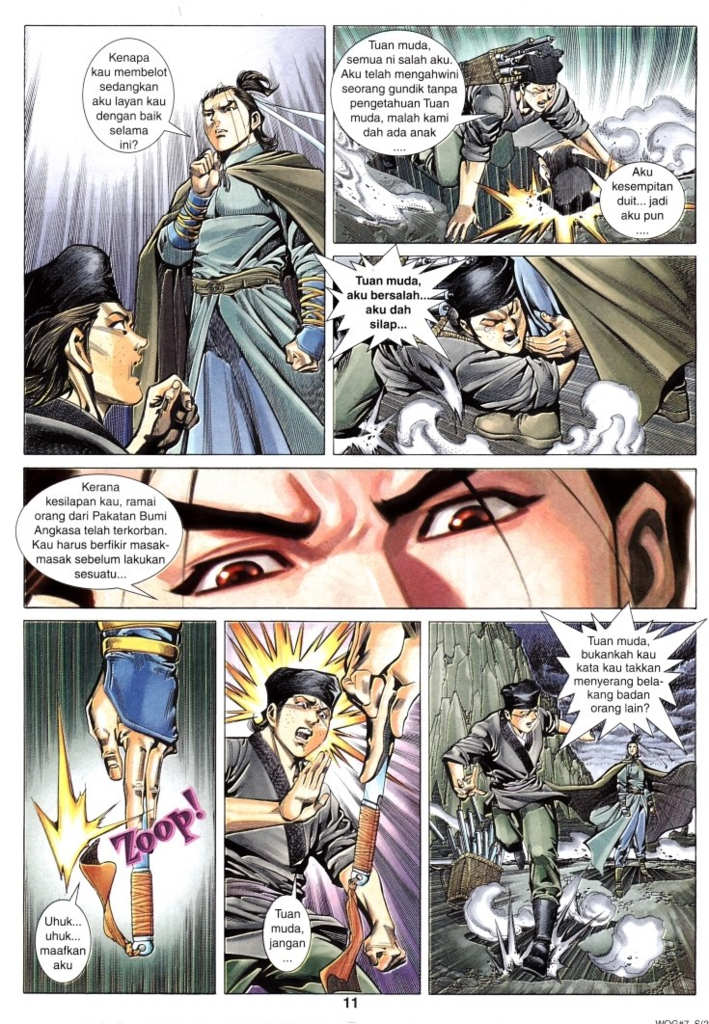 Kenapa
kau membelot
sedangkan
aku layan kau
dengan baik
selama
ini?
Tuan muda,
semua ni salah aku.
Aku telah mengahwini
seorang gundik tanpa
pengetahuan Tuan
muda, malah kami
dah ada anak
....
Aku
kesempitan
duit... jadi
aku pun
....
Tuan muda,
aku bersalah...
aku dah
silap...
Kerana
kesilapan kau, ramai
orang dari Pakatan Bumi
Angkasa telah terkorban.
Kau harus berfikir masak-
masak sebelum lakukan
sesuatu...
Zoop!
Uhuk...
uhuk...
maafkan
aku
Tuan
muda,
jangan
...
Tuan muda,
bukankah kau
kata kau takkan
menyerang bela-
kang badan
orang lain?
11